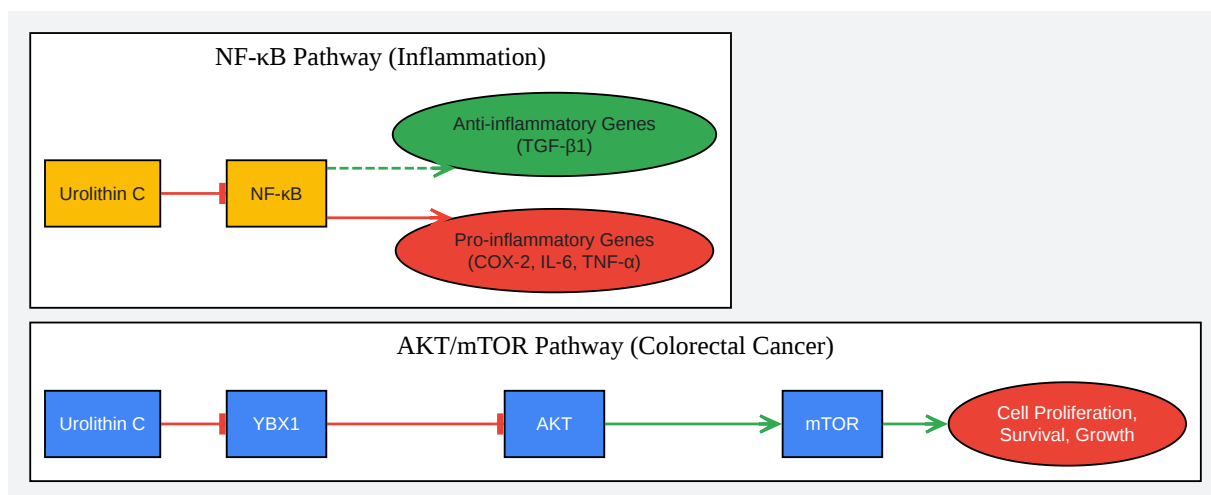 NF-κB Pathway (Inflammation)
Anti-inflammatory Genes
(TGF-β1)
Urolithin C
NF-κB
Pro-inflammatory Genes
(COX-2, IL-6, TNF-α)
AKT/mTOR Pathway (Colorectal Cancer)
Urolithin C
YBX1
AKT
mTOR
Cell Proliferation,
Survival, Growth